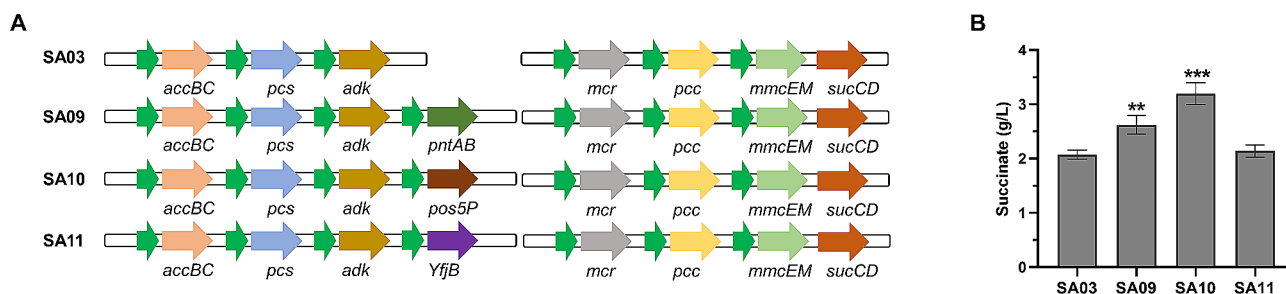 A
SA03
accBC pcs adk mcr pcc mmcEM sucCD
SA09
accBC pcs adk pntAB mcr pcc mmcEM sucCD
SA10
accBC pcs adk pos5P mcr pcc mmcEM sucCD
SA11
accBC pcs adk YfjB mcr pcc mmcEM sucCD
B
Succinate (g/L)
4
3
2
1
0
**
***
SA03 SA09 SA10 SA11